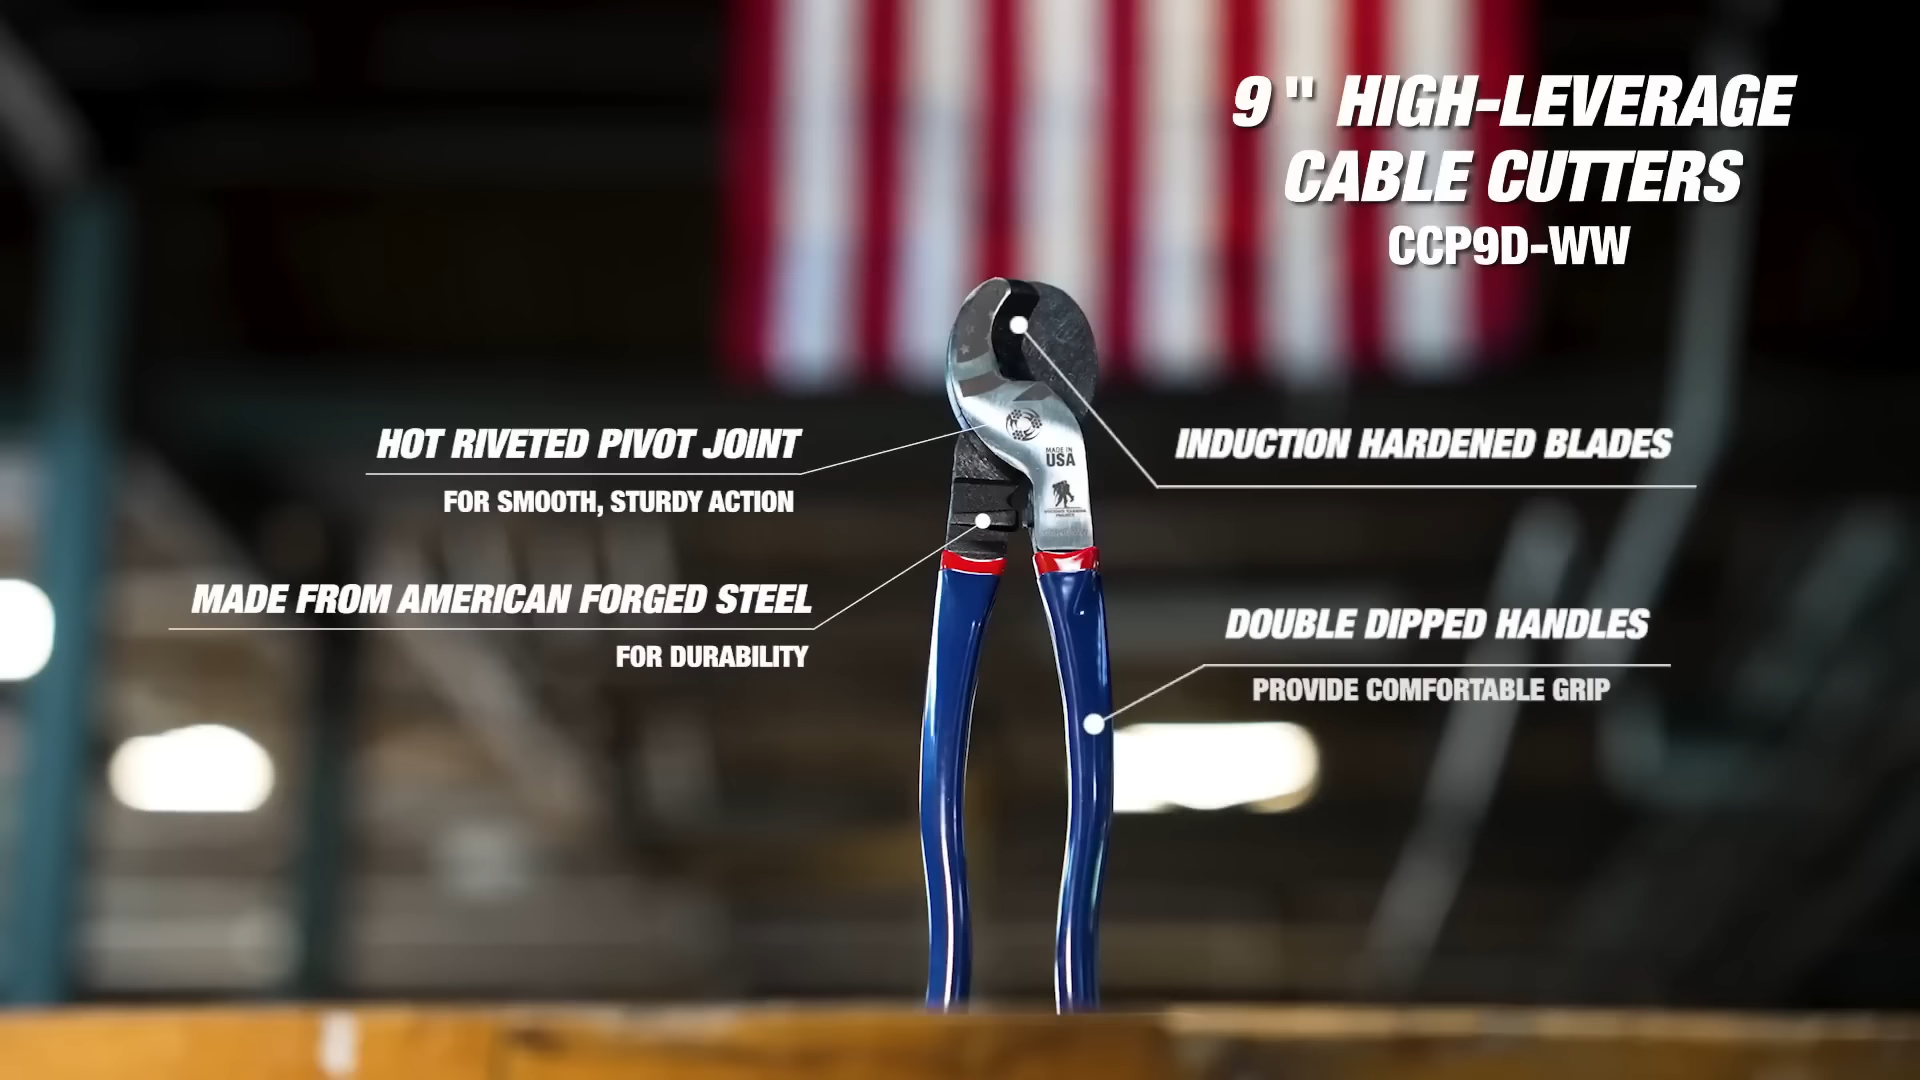 9" HIGH-LEVERAGE
CABLE CUTTERS
CCP9D-WW
HOT RIVETED PIVOT JOINT
FOR SMOOTH, STURDY ACTION
INDUCTION HARDENED BLADES
MADE IN
USA
MADE FROM AMERICAN FORGED STEEL
FOR DURABILITY
DOUBLE DIPPED HANDLES
PROVIDE COMFORTABLE GRIP